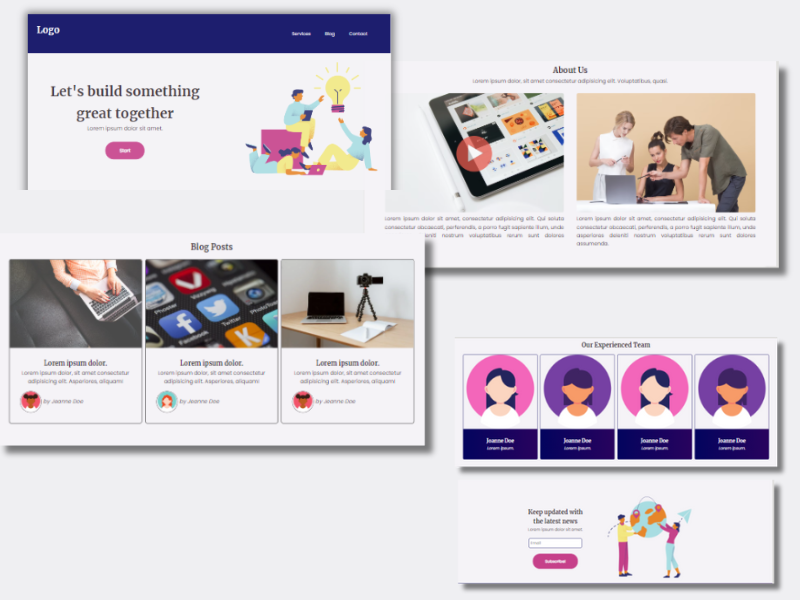 Logo
Services Blog Contact
Let's build something
great together
Lorem ipsum dolor sit amet.
Start
About Us
Lorem ipsum dolor, sit amet consectetur adipisicing elit. Voluptatibus, quasi.
Lorem ipsum dolor sit amet, consectetur adipisicing elit. Qui soluta
consectetur obcaecati, perferendis, a porro fugit sapiente illum, unde
deleniti nostrum voluptatibus rerum sunt dolores
Lorem ipsum dolor sit amet, consectetur adipisicing elit. Qui soluta
consectetur obcaecati, perferendis, a porro fugit sapiente illum, unde
asperiores deleniti nostrum voluptatibus rerum sunt dolores
assumenda.
Blog Posts
Facebook
Twitter
Lorem ipsum dolor.
Lorem ipsum dolor sit, amet consectetur
adipisicing elit. Asperiores, aliquam!
by Jeanne Doe
Lorem ipsum dolor.
Lorem ipsum dolor sit, amet consectetur
adipisicing elit. Asperiores, aliquam!
by Jeanne Doe
Lorem ipsum dolor.
Lorem ipsum dolor sit, amet consectetur
adipisicing elit. Asperiores, aliquam!
by Jeanne Doe
Our Experienced Team
Joanne Doe
Lorem ipsum.
Joanne Doe
Lorem ipsum.
Joanne Doe
Lorem ipsum.
Joanne Doe
Lorem ipsum.
Keep updated with
the latest news
Lorem ipsum dolor sit amet.
Email
Subscribe!